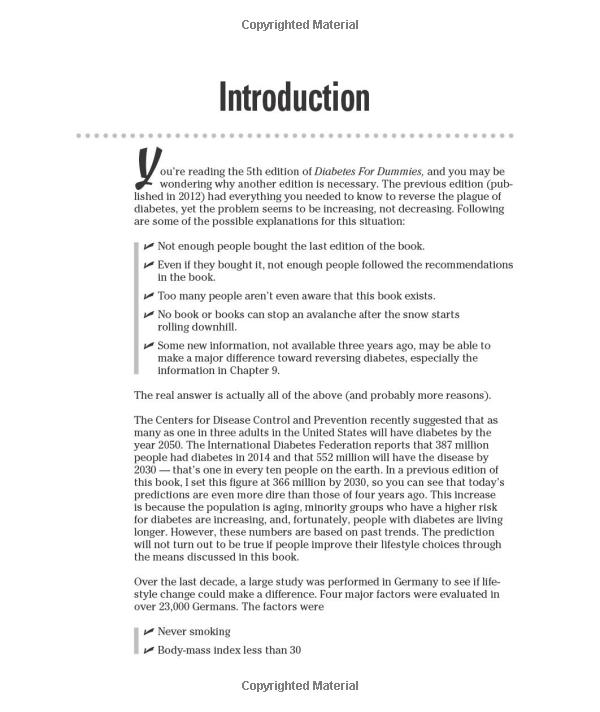 Copyrighted Material
Introduction
You're reading the 5th edition of Diabetes For Dummies, and you may be
wondering why another edition is necessary. The previous edition (pub-
lished in 2012) had everything you needed to know to reverse the plague of
diabetes, yet the problem seems to be increasing, not decreasing. Following
are some of the possible explanations for this situation:
✓ Not enough people bought the last edition of the book.
✓ Even if they bought it, not enough people followed the recommendations
in the book.
✓ Too many people aren't even aware that this book exists.
✓ No book or books can stop an avalanche after the snow starts
rolling downhill.
✓ Some new information, not available three years ago, may be able to
make a major difference toward reversing diabetes, especially the
information in Chapter 9.
The real answer is actually all of the above (and probably more reasons).
The Centers for Disease Control and Prevention recently suggested that as
many as one in three adults in the United States will have diabetes by the
year 2050. The International Diabetes Federation reports that 387 million
people had diabetes in 2014 and that 552 million will have the disease by
2030 — that's one in every ten people on the earth. In a previous edition of
this book, I set this figure at 366 million by 2030, so you can see that today's
predictions are even more dire than those of four years ago. This increase
is because the population is aging, minority groups who have a higher risk
for diabetes are increasing, and, fortunately, people with diabetes are living
longer. However, these numbers are based on past trends. The prediction
will not turn out to be true if people improve their lifestyle choices through
the means discussed in this book.
Over the last decade, a large study was performed in Germany to see if life-
style change could make a difference. Four major factors were evaluated in
over 23,000 Germans. The factors were
✓ Never smoking
✓ Body-mass index less than 30
Copyrighted Material